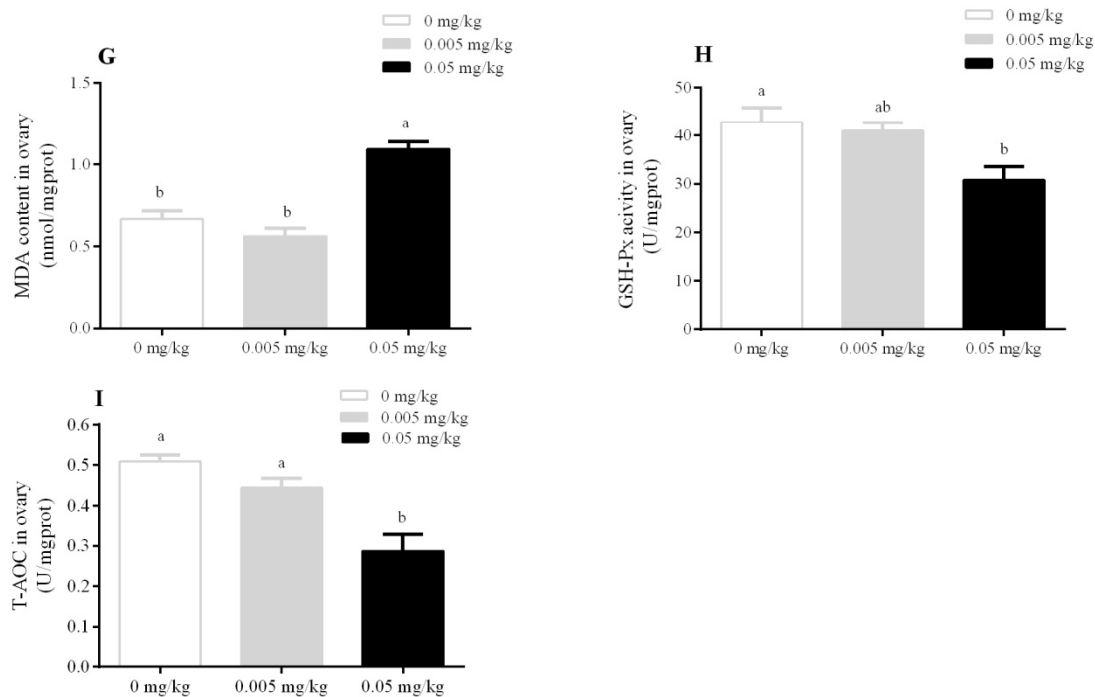 G
0 mg/kg
0.005 mg/kg
0.05 mg/kg
MDA content in ovary
(nmol/mgprot)
1.5
1.0
0.5
0.0
b
b
a
0 mg/kg
0.005 mg/kg
0.05 mg/kg
H
0 mg/kg
0.005 mg/kg
0.05 mg/kg
GSH-Px acivity in ovary
(U/mgprot)
50
40
30
20
10
0
a
ab
b
0 mg/kg
0.005 mg/kg
0.05 mg/kg
I
0 mg/kg
0.005 mg/kg
0.05 mg/kg
T-AOC in ovary
(U/mgprot)
0.6
0.5
0.4
0.3
0.2
0.1
0.0
a
a
b
0 mg/kg
0.005 mg/kg
0.05 mg/kg